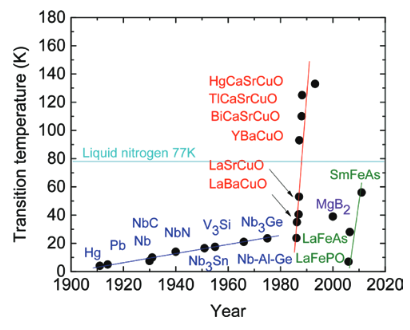 Transition temperature (K)
180
160
140
120
100
80
60
40
20
0
HgCaSrCuO
TlCaSrCuO
BiCaSrCuO
YBaCuO
Liquid nitrogen 77K
LaSrCuO
LaBaCuO
SmFeAs
MgB2
LaFeAs
LaFePO
Hg
Pb
NbC
Nb
NbN
V3Si
Nb3Sn
Nb3Ge
Nb-Al-Ge
1900 1920 1940 1960 1980 2000 2020
Year